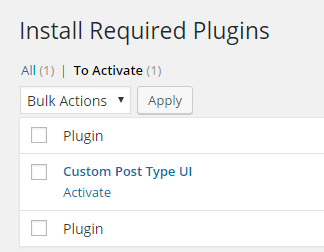 Install Required Plugins
All (1) | To Activate (1)
Bulk Actions Apply
Plugin
Custom Post Type UI
Activate
Plugin